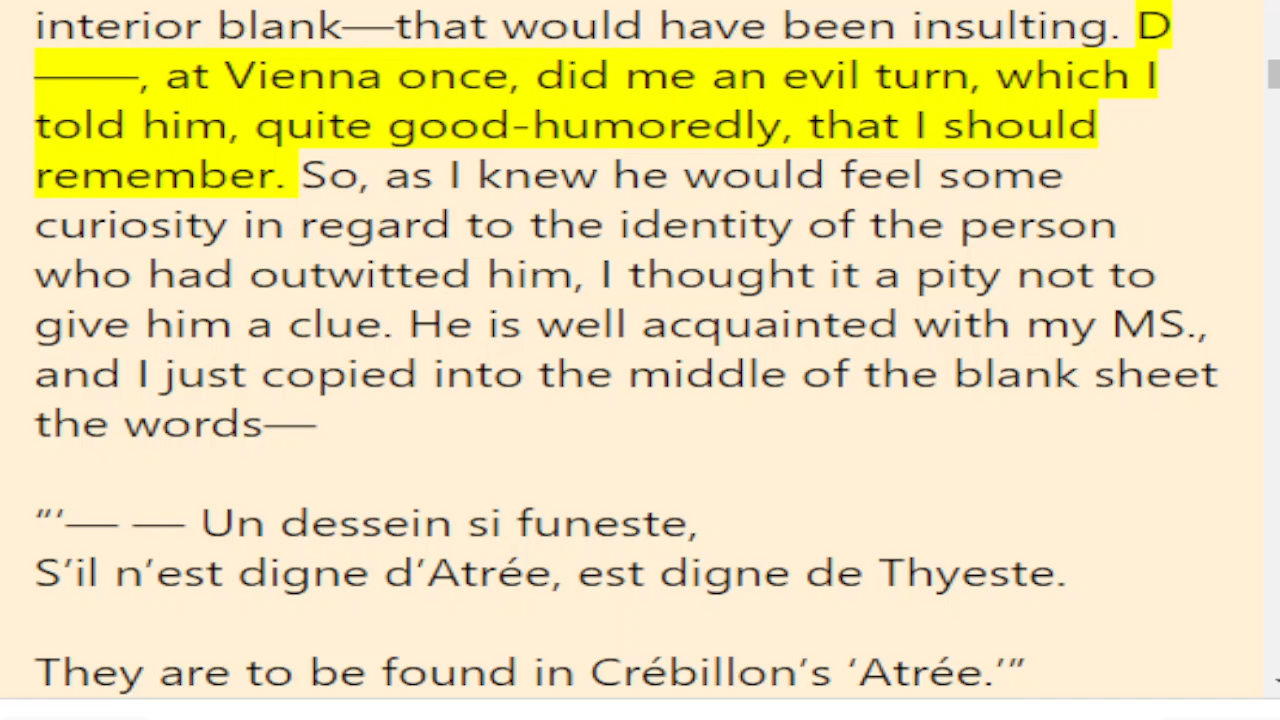 interior blank—that would have been insulting. D
——, at Vienna once, did me an evil turn, which I
told him, quite good-humoredly, that I should
remember. So, as I knew he would feel some
curiosity in regard to the identity of the person
who had outwitted him, I thought it a pity not to
give him a clue. He is well acquainted with my MS.,
and I just copied into the middle of the blank sheet
the words—
“‘— — Un dessein si funeste,
S’il n’est digne d’Atrée, est digne de Thyeste.
They are to be found in Crébillon’s ‘Atrée.’”